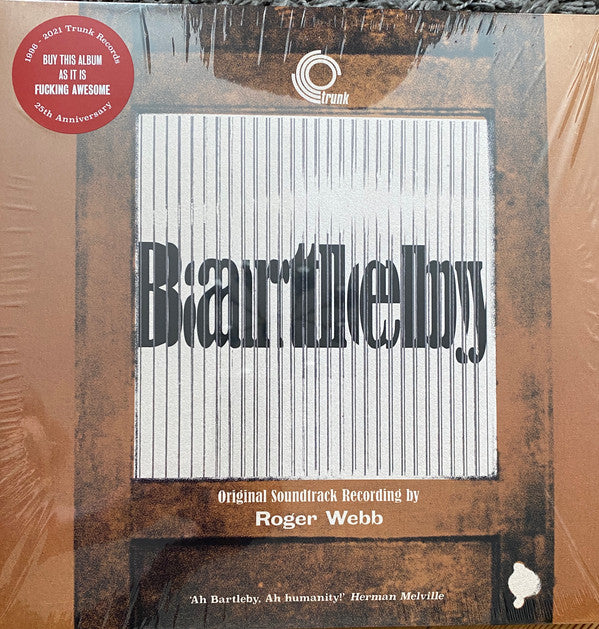 1996 - 2021 Trunk Records
BUY THIS ALBUM
AS IT IS
FUCKING AWESOME
25th Anniversary
trunk
Bartleby
Original Soundtrack Recording by
Roger Webb
'Ah Bartleby, Ah humanity!' Herman Melville